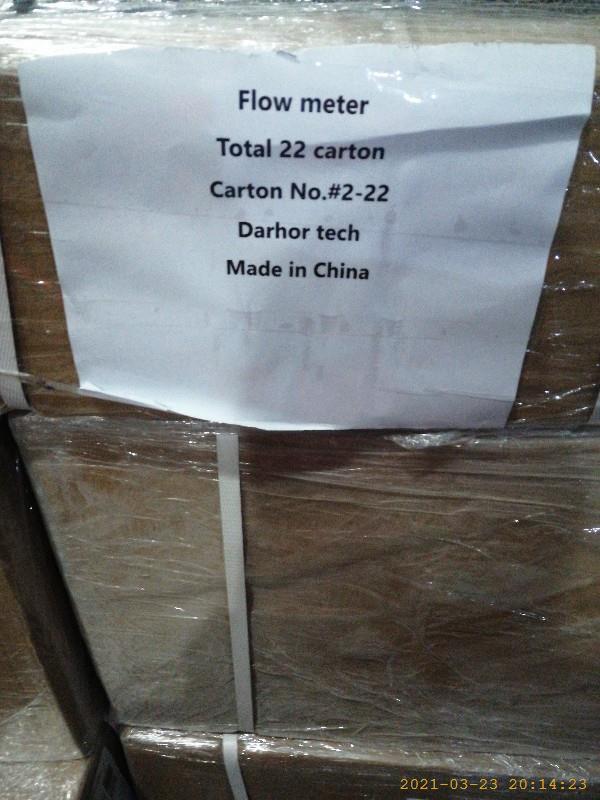 Flow meter
Total 22 carton
Carton No.#2-22
Darhor tech
Made in China
2021-03-23 20:14:23